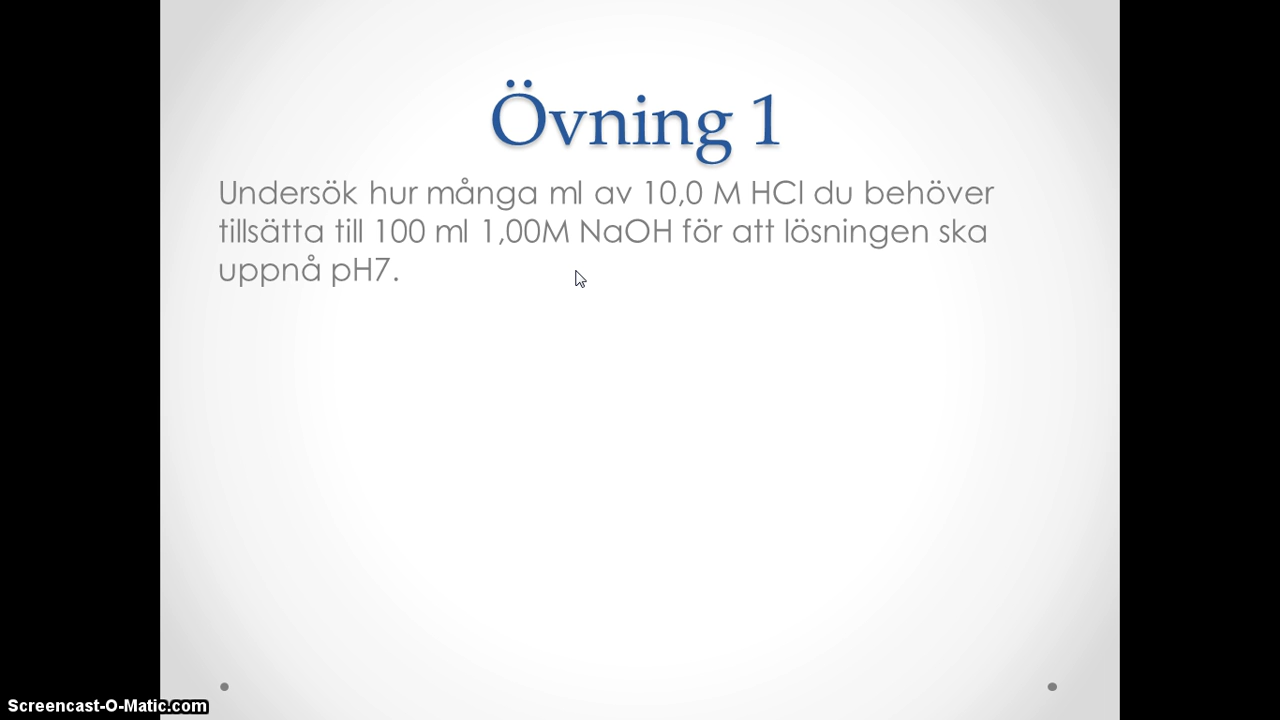 Övning 1
Undersök hur många ml av 10,0 M HCl du behöver
tillsätta till 100 ml 1,00M NaOH för att lösningen ska
uppnå pH7.
Screencast-O-Matic.com